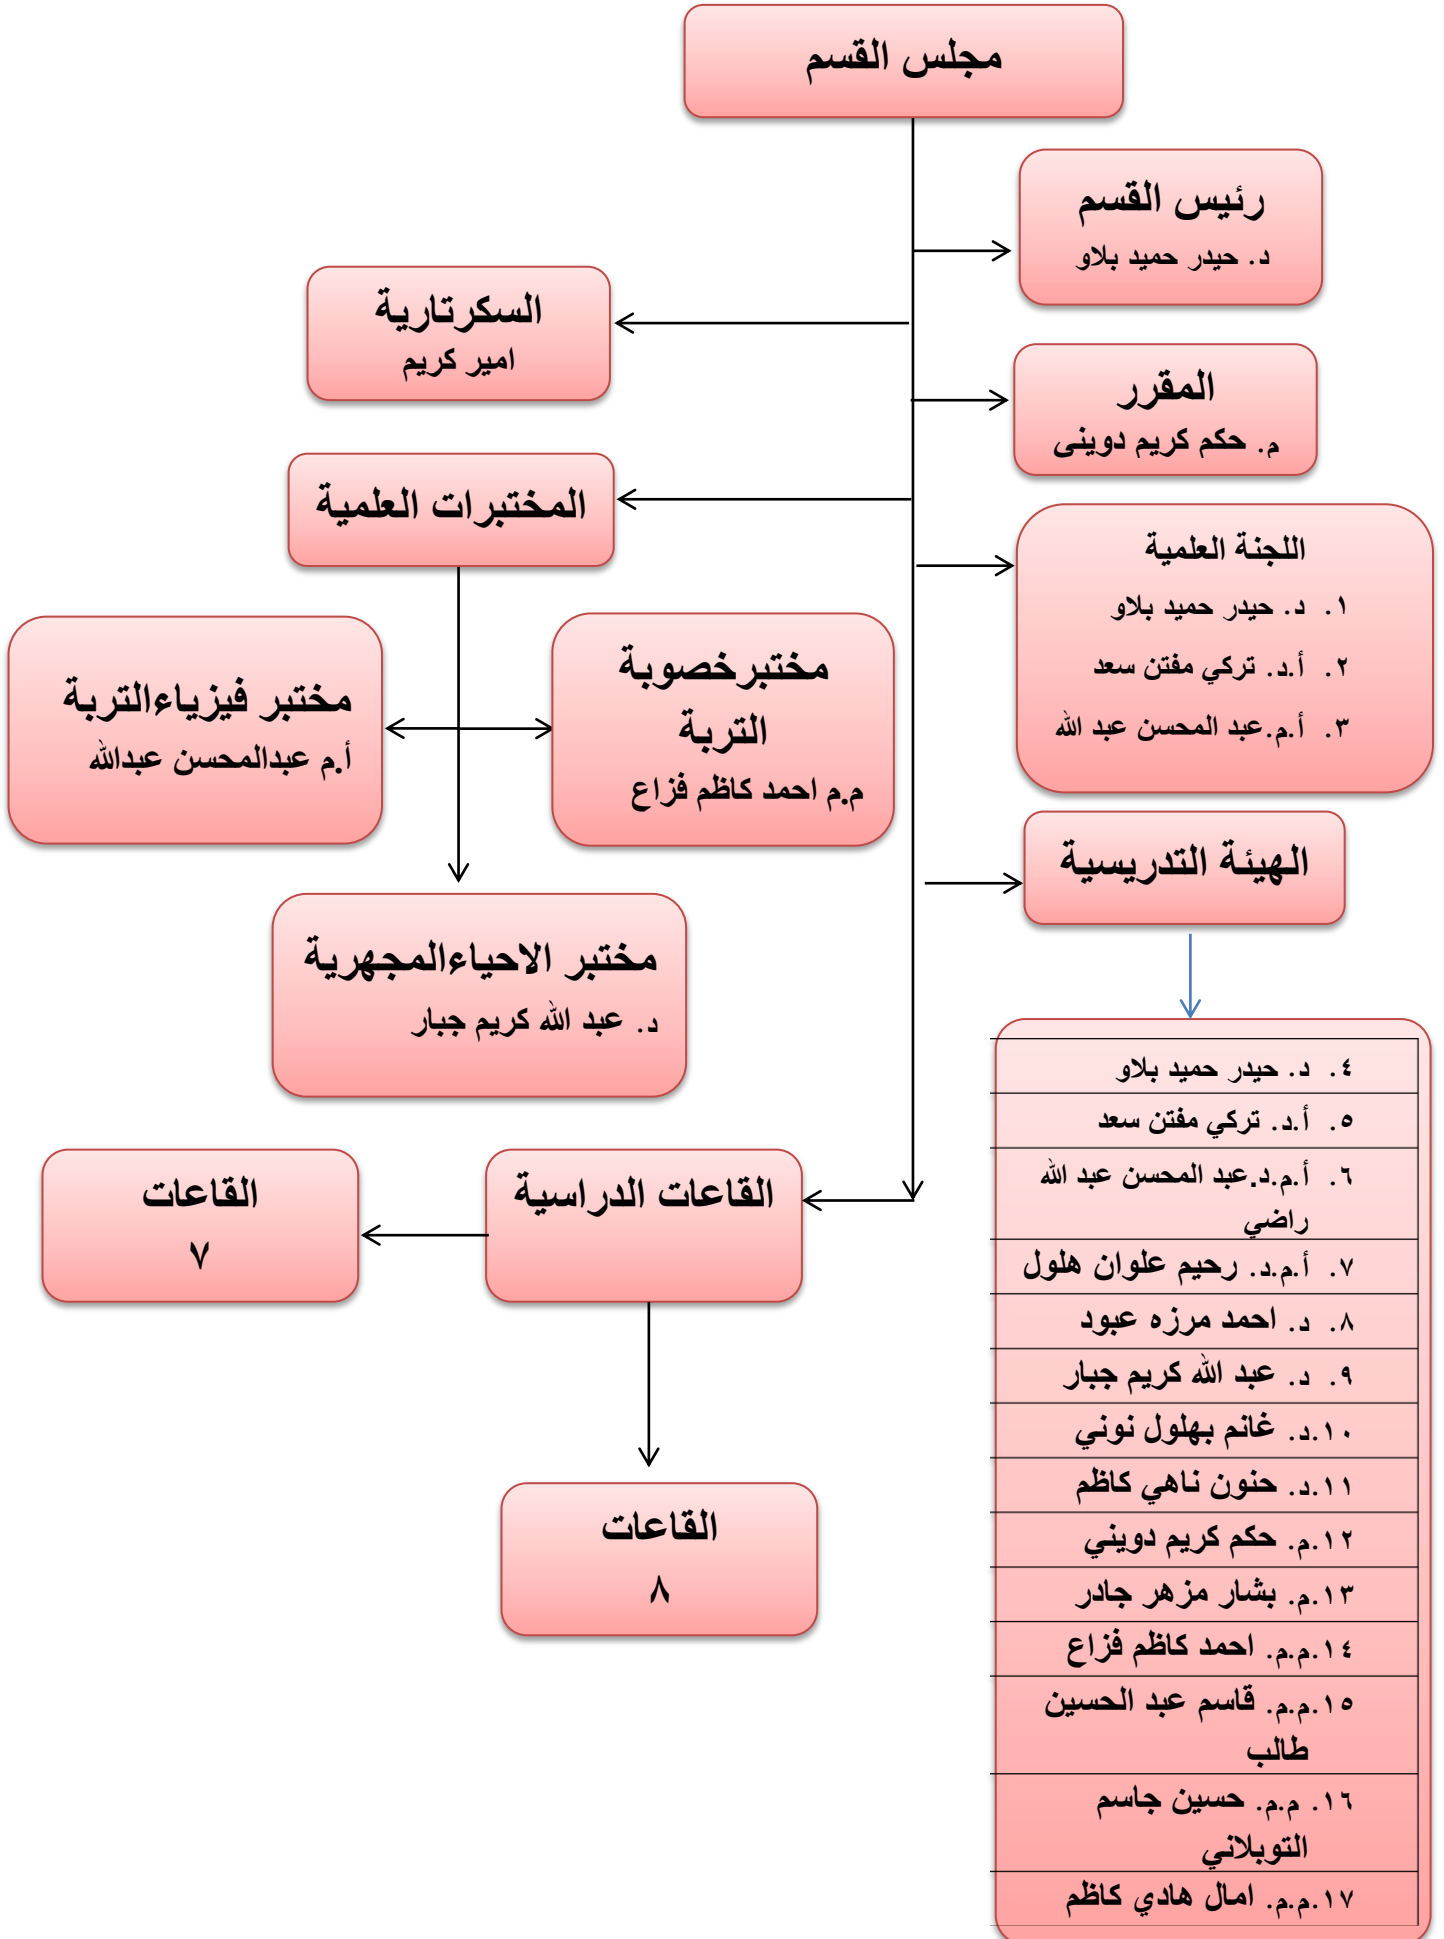 مجلس القسم
رئيس القسم
د. حيدر حميد بلاو
السكرتارية
امير كريم
المقرر
م. حكم كريم دوينى
المختبرات العلمية
اللجنة العلمية
١. د. حيدر حميد بلاو
٢. أ.د. تركي مفتن سعد
٣. أ.م.عبد المحسن عبد الله
مختبرخصوبة
التربة
م.م احمد كاظم فزاع
مختبر فيزياءالتربة
أ.م عبدالمحسن عبدالله
مختبر الاحياءالمجهرية
د. عبد الله كريم جبار
الهيئة التدريسية
٤. د. حيدر حميد بلاو
٥. أ.د. تركي مفتن سعد
٦. أ.م.د.عبد المحسن عبد الله
راضي
٧. أ.م.د. رحيم علوان هلول
٨. د. احمد مرزه عبود
٩. د. عبد الله كريم جبار
١٠.د. غانم بهلول نوني
١١.د. حنون ناهي كاظم
١٢.م. حكم كريم دويني
١٣.م. بشار مزهر جادر
١٤.م.م. احمد كاظم فزاع
١٥.م.م. قاسم عبد الحسين
طالب
١٦. م.م. حسين جاسم
التوبلاني
١٧.م.م. امال هادي كاظم
القاعات الدراسية
القاعات
٧
القاعات
٨